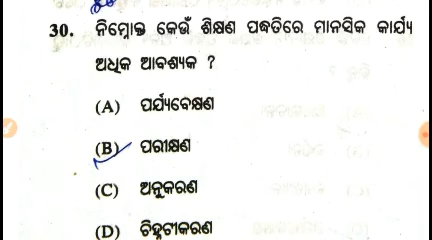 30. ନିମ୍ନୋକ୍ତ କେଉଁ ଶିକ୍ଷଣ ପଦ୍ଧତିରେ ମାନସିକ କାର୍ଯ୍ୟ
ଅଧିକ ଆବଶ୍ୟକ ?
(A) ପର୍ଯ୍ୟବେକ୍ଷଣ
(B) ପରୀକ୍ଷଣ
(C) ଅନୁକରଣ
(D) ଚିହ୍ନଟୀକରଣ